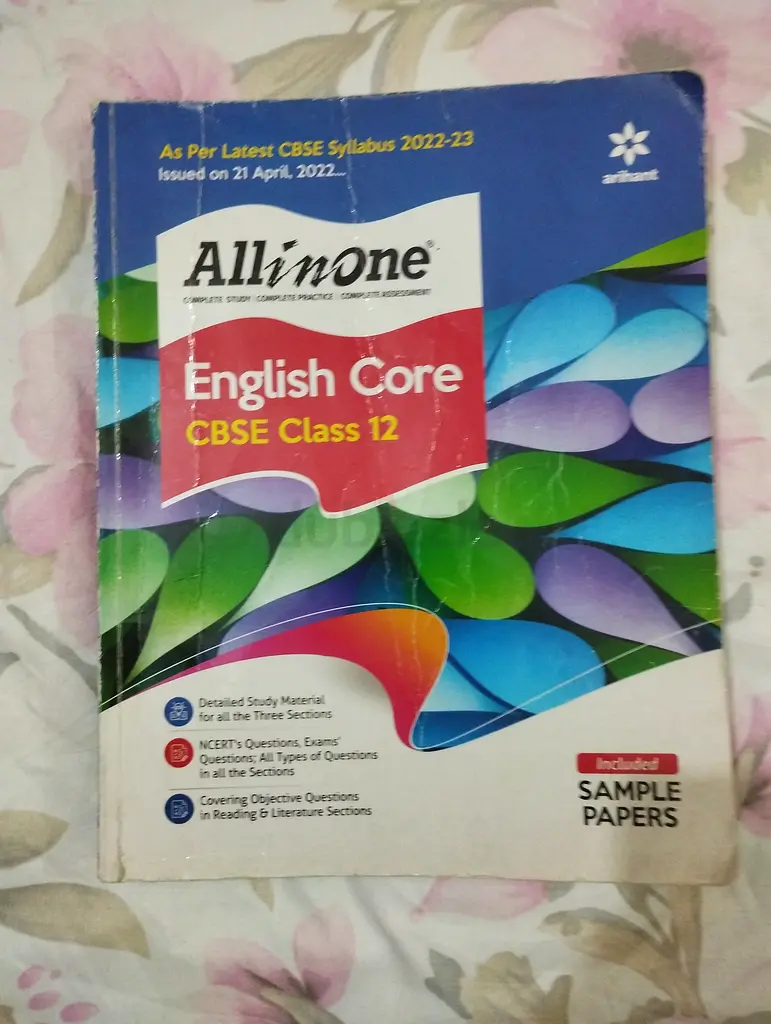 As Per Latest CBSE Syllabus 2022-23
Issued on 21 April, 2022...
arihant
All in one®
COMPLETE STUDY | COMPLETE PRACTICE | COMPLETE ASSESSMENT
English Core
CBSE Class 12
Detailed Study Material
for all the Three Sections
NCERT's Questions, Exams'
Questions; All Types of Questions
in all the Sections
Covering Objective Questions
in Reading & Literature Sections
Included
SAMPLE
PAPERS